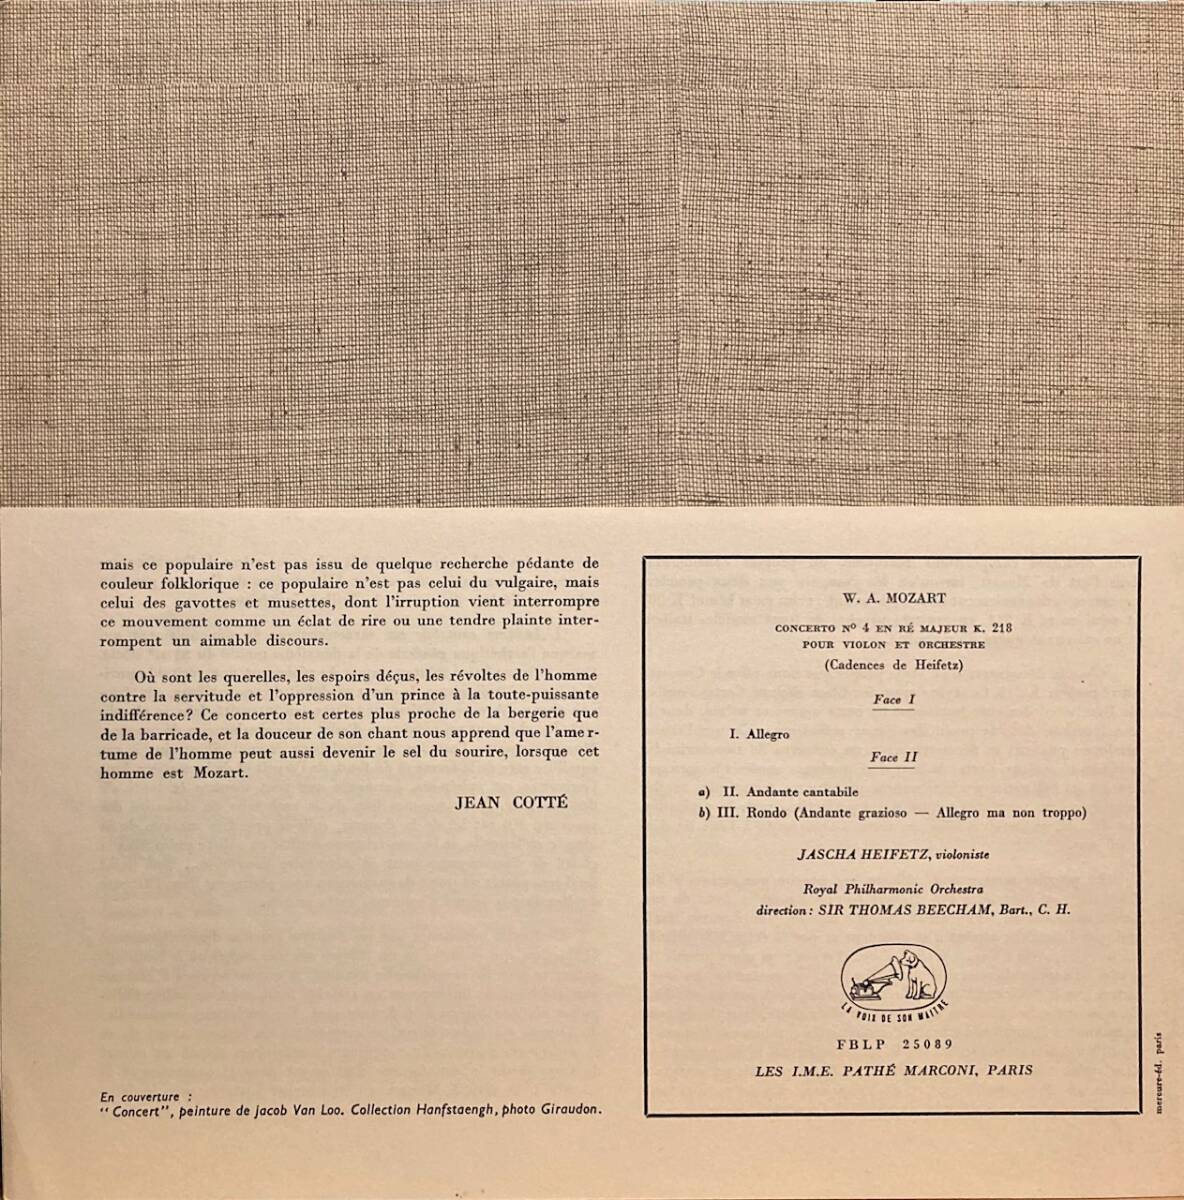 mais ce populaire n'est pas issu de quelque recherche pédante de
couleur folklorique : ce populaire n'est pas celui du vulgaire, mais
celui des gavottes et musettes, dont l'irruption vient interrompre
ce mouvement comme un éclat de rire ou une tendre plainte inter-
rompent un aimable discours.
Où sont les querelles, les espoirs déçus, les révoltes de l'homme
contre la servitude et l'oppression d'un prince à la toute-puissante
indifférence? Ce concerto est certes plus proche de la bergerie que
de la barricade, et la douceur de son chant nous apprend que l'amer-
tume de l'homme peut aussi devenir le sel du sourire, lorsque cet
homme est Mozart.
JEAN COTTÉ
En couverture :
"Concert", peinture de Jacob Van Loo. Collection Hanfstaengh, photo Giraudon.
W. A. MOZART
CONCERTO Nº 4 EN RÉ MAJEUR K. 218
POUR VIOLON ET ORCHESTRE
(Cadences de Heifetz)
Face I
I. Allegro
Face II
a) II. Andante cantabile
b) III. Rondo (Andante grazioso — Allegro ma non troppo)
JASCHA HEIFETZ, violoniste
Royal Philharmonic Orchestra
direction : SIR THOMAS BEECHAM, Bart., C. H.
LA VOIX DE SON MAITRE
FBLP 25089
LES I.M.E. PATHÉ MARCONI, PARIS
mercure-éd. paris